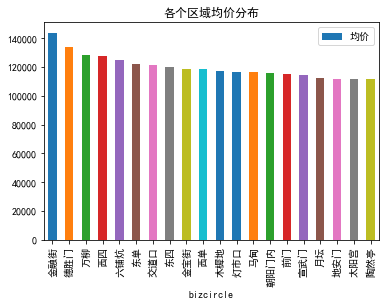 各个区域均价分布
均价
140000
120000
100000
80000
60000
40000
20000
0
金融街
德胜门
万柳
西四
六铺炕
东单
交道口
东四
金宝街
西单
木樨地
灯市口
马甸
朝阳门内
前门
宣武门
月坛
地安门
太阳宫
陶然亭
bizcircle